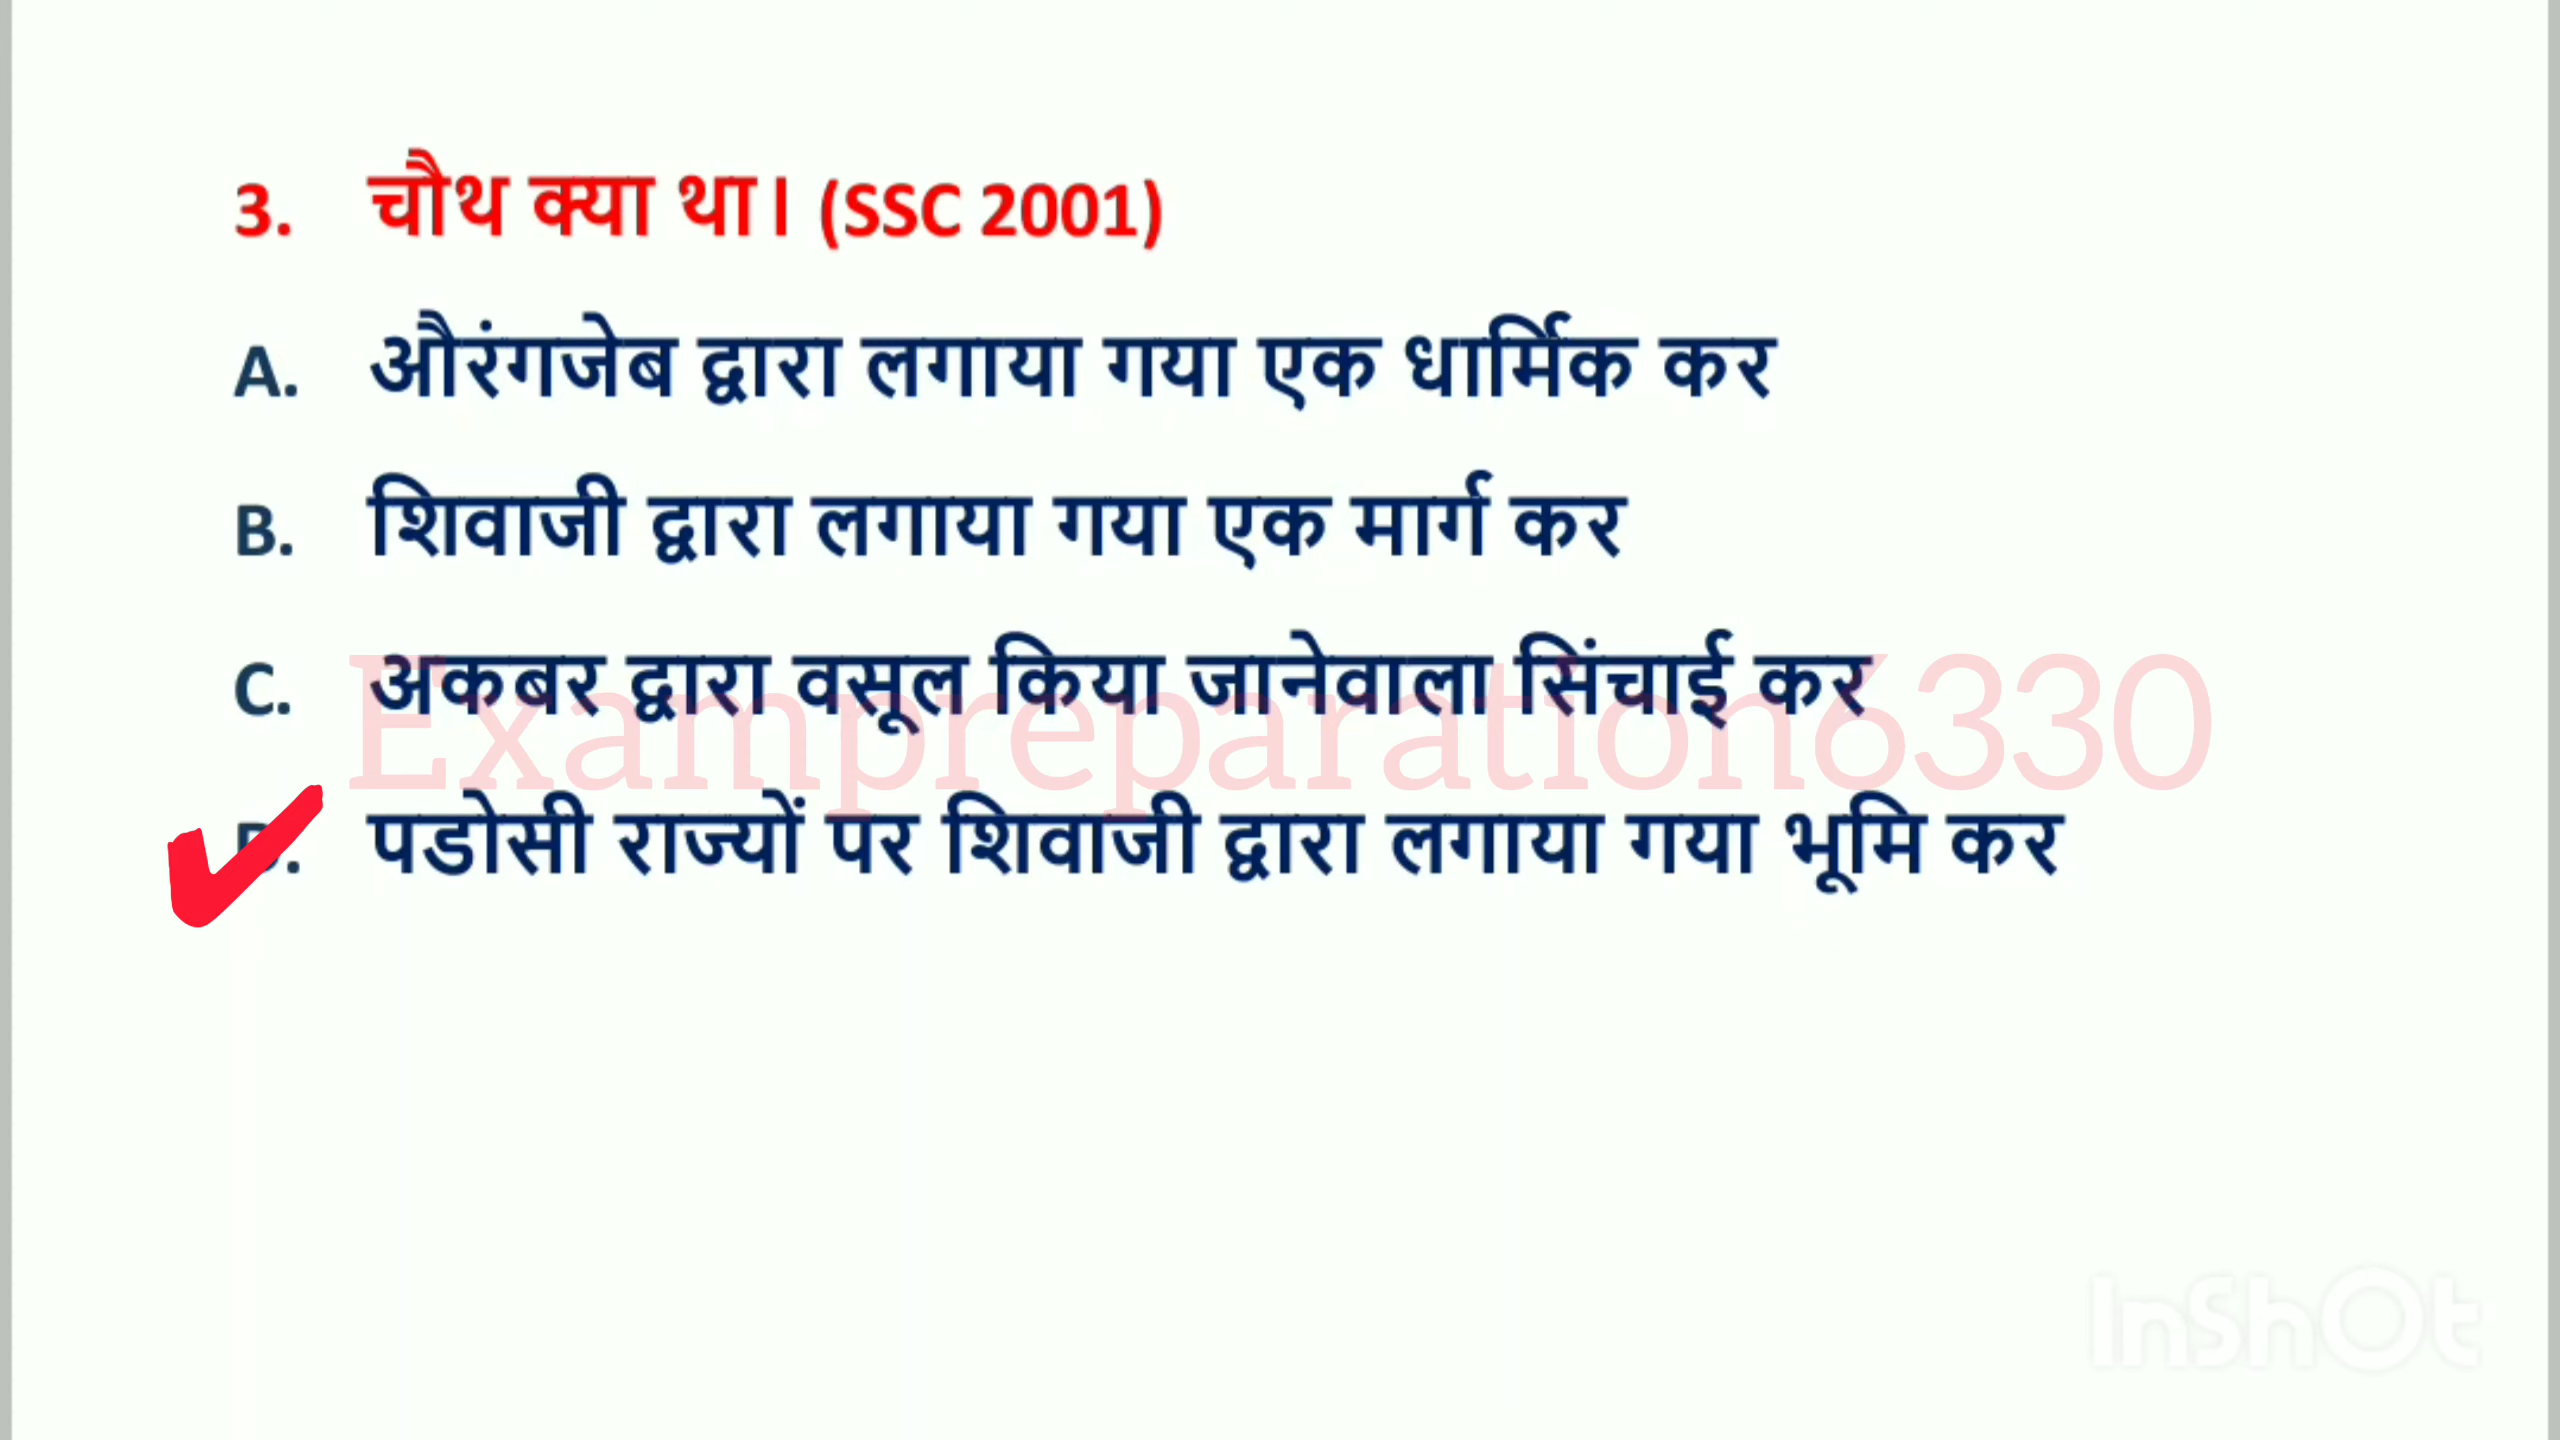 3. चौथ क्या था। (SSC 2001)
A. औरंगजेब द्वारा लगाया गया एक धार्मिक कर
B. शिवाजी द्वारा लगाया गया एक मार्ग कर
C. अकबर द्वारा वसूल किया जानेवाला सिंचाई कर
Exampreparation6330
D. पडोसी राज्यों पर शिवाजी द्वारा लगाया गया भूमि कर
InShOt